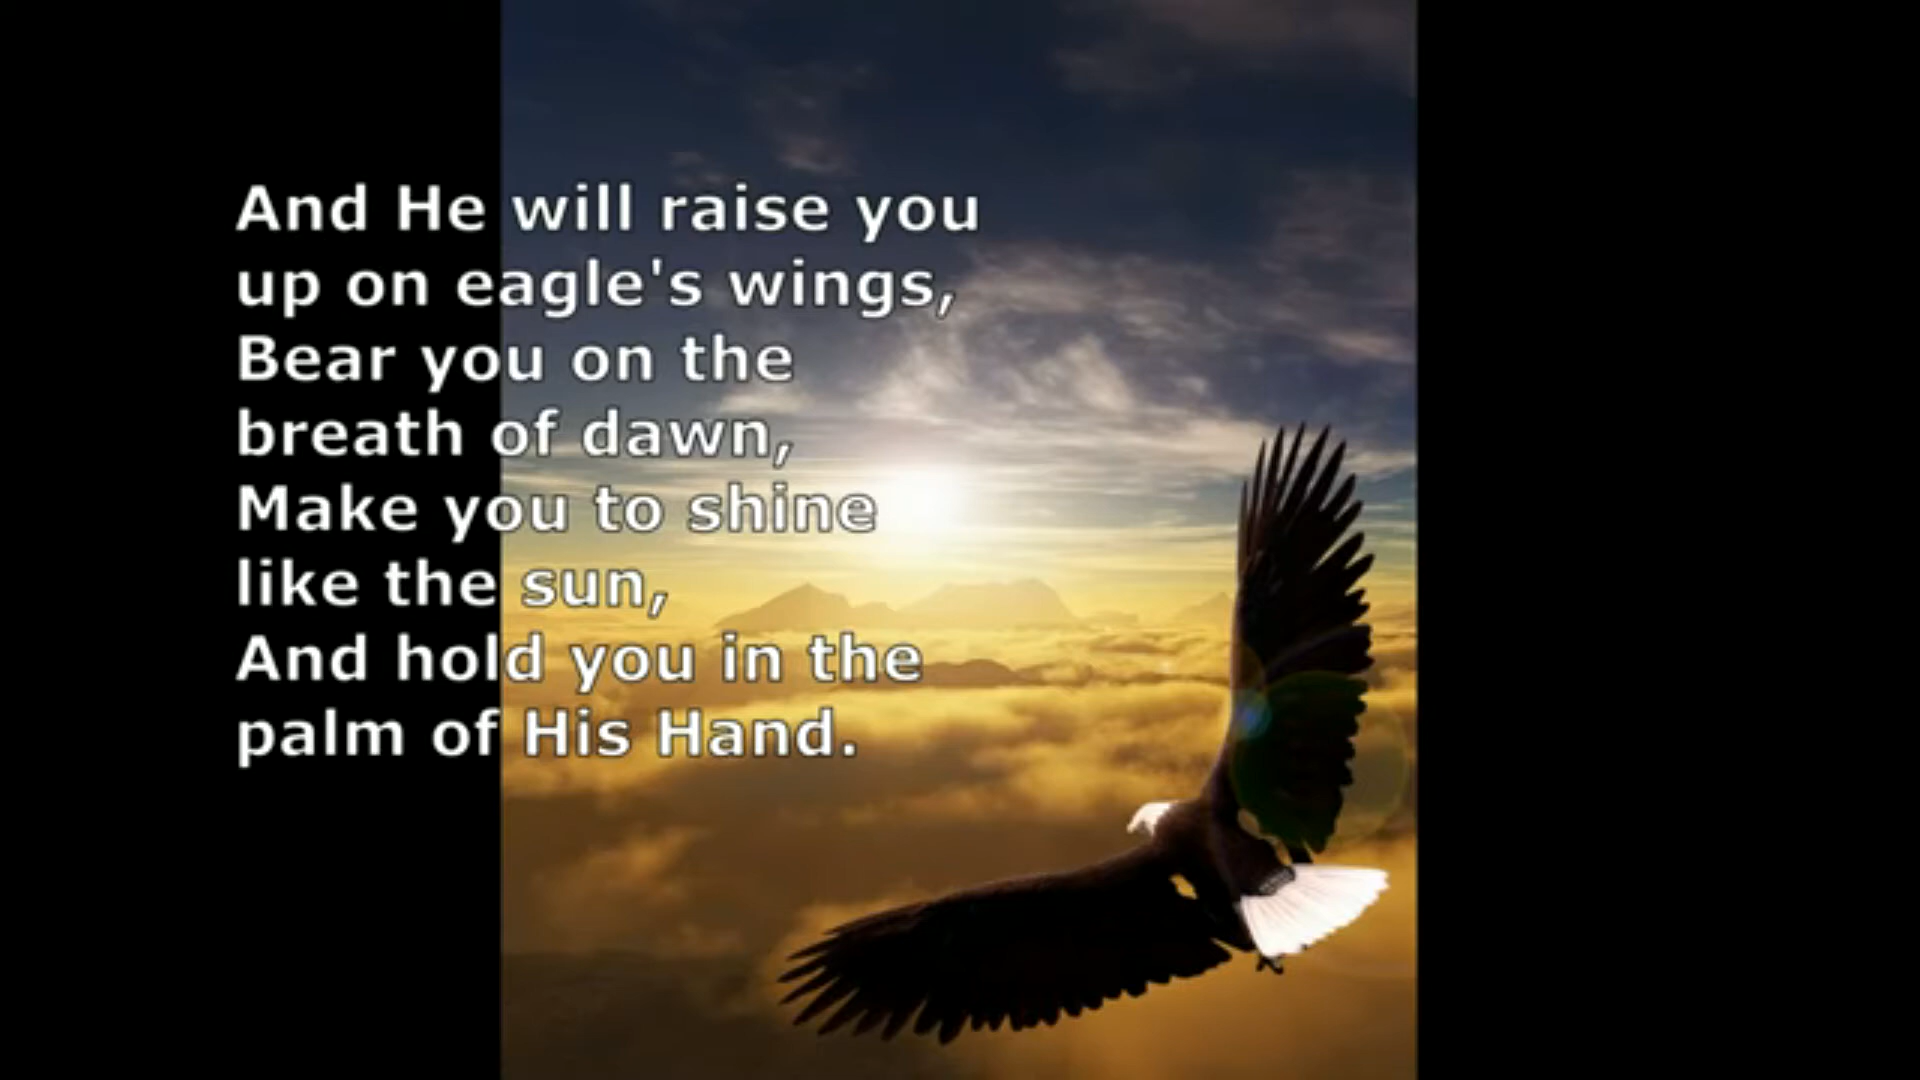 And He will raise you
up on eagle's wings,
Bear you on the
breath of dawn,
Make you to shine
like the sun,
And hold you in the
palm of His Hand.